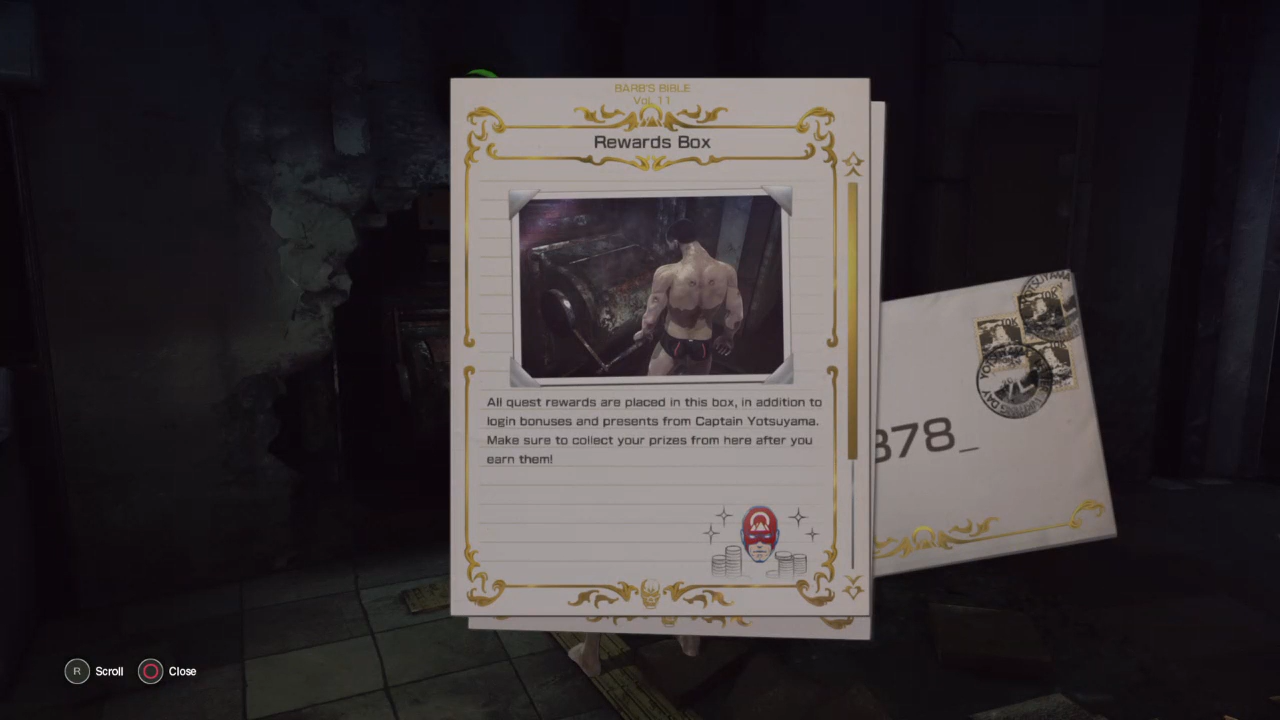 BARB'S BIBLE
Vol. 11
Rewards Box
All quest rewards are placed in this box, in addition to
login bonuses and presents from Captain Yotsuyama.
Make sure to collect your prizes from here after you
earn them!
378_
R Scroll Close